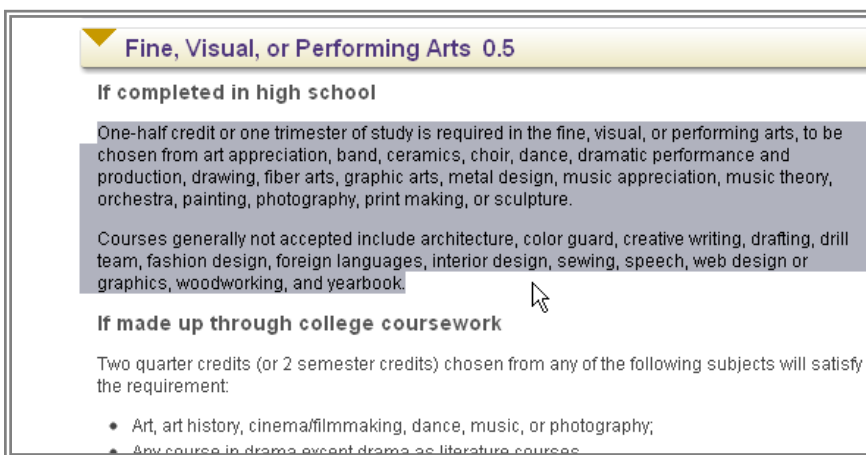 Fine, Visual, or Performing Arts 0.5
If completed in high school
One-half credit or one trimester of study is required in the fine, visual, or performing arts, to be
chosen from art appreciation, band, ceramics, choir, dance, dramatic performance and
production, drawing, fiber arts, graphic arts, metal design, music appreciation, music theory,
orchestra, painting, photography, print making, or sculpture.
Courses generally not accepted include architecture, color guard, creative writing, drafting, drill
team, fashion design, foreign languages, interior design, sewing, speech, web design or
graphics, woodworking, and yearbook.
If made up through college coursework
Two quarter credits (or 2 semester credits) chosen from any of the following subjects will satisfy
the requirement:
• Art, art history, cinema/filmmaking, dance, music, or photography;
• Any course in drama except drama as literature courses